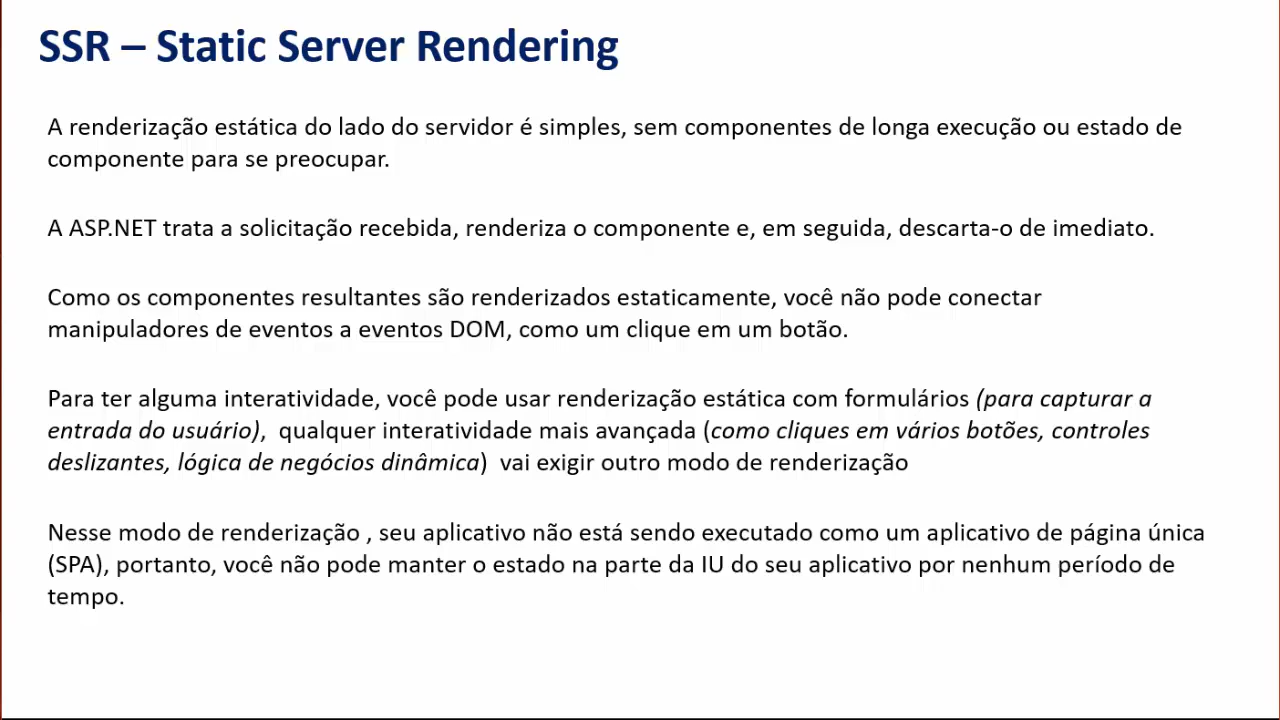 SSR – Static Server Rendering
A renderização estática do lado do servidor é simples, sem componentes de longa execução ou estado de
componente para se preocupar.
A ASP.NET trata a solicitação recebida, renderiza o componente e, em seguida, descarta-o de imediato.
Como os componentes resultantes são renderizados estaticamente, você não pode conectar
manipuladores de eventos a eventos DOM, como um clique em um botão.
Para ter alguma interatividade, você pode usar renderização estática com formulários (para capturar a
entrada do usuário), qualquer interatividade mais avançada (como cliques em vários botões, controles
deslizantes, lógica de negócios dinâmica) vai exigir outro modo de renderização
Nesse modo de renderização , seu aplicativo não está sendo executado como um aplicativo de página única
(SPA), portanto, você não pode manter o estado na parte da IU do seu aplicativo por nenhum período de
tempo.